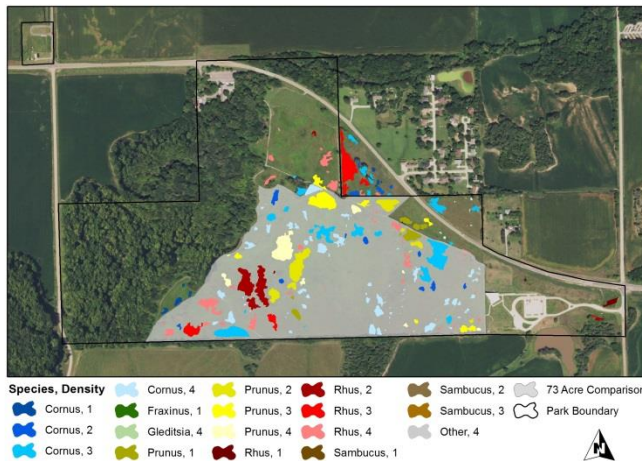 Species, Density
Cornus, 1
Cornus, 2
Cornus, 3
Cornus, 4
Fraxinus, 1
Gleditsia, 4
Prunus, 1
Prunus, 2
Prunus, 3
Prunus, 4
Rhus, 1
Rhus, 2
Rhus, 3
Rhus, 4
Sambucus, 1
Sambucus, 2
Sambucus, 3
Other, 4
73 Acre Comparison
Park Boundary
N